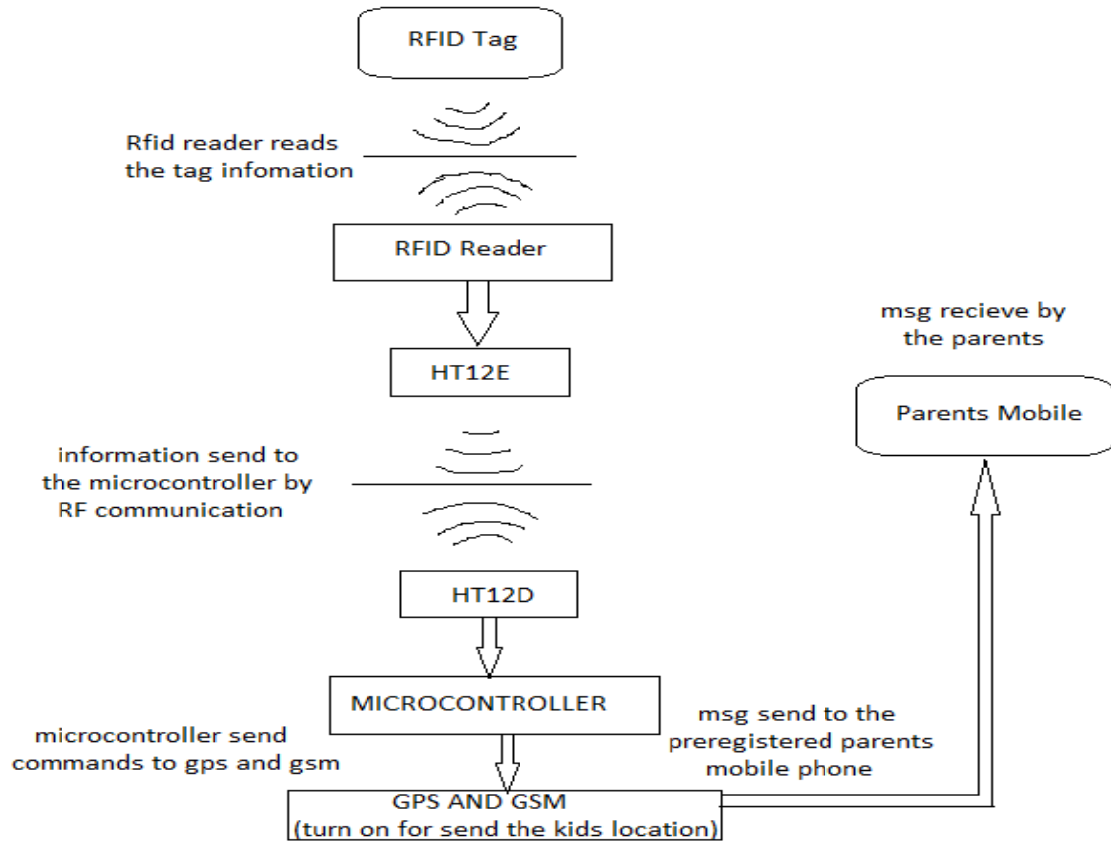 RFID Tag
Rfid reader reads
the tag infomation
RFID Reader
HT12E
information send to
the microcontroller by
RF communication
HT12D
MICROCONTROLLER
microcontroller send
commands to gps and gsm
GPS AND GSM
(turn on for send the kids location)
msg send to the
preregistered parents
mobile phone
msg recieve by
the parents
Parents Mobile